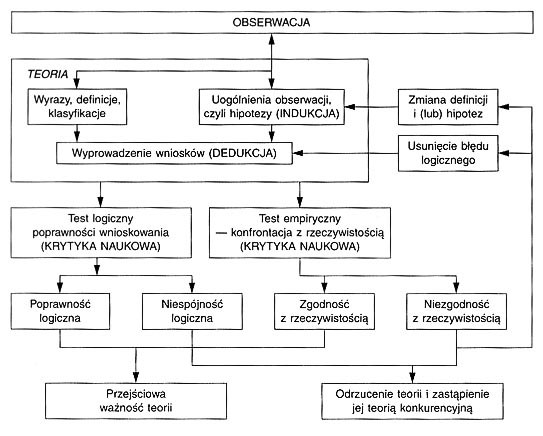 OBSERWACJA
TEORIA
Wyrazy, definicje,
klasyfikacje
Uogólnienia obserwacji,
czyli hipotezy (INDUKCJA)
Zmiana definicji
i (lub) hipotez
Wyprowadzenie wniosków (DEDUKCJA)
Usunięcie błędu
logicznego
Test logiczny
poprawności wnioskowania
(KRYTYKA NAUKOWA)
Test empiryczny
— konfrontacja z rzeczywistością
(KRYTYKA NAUKOWA)
Poprawność
logiczna
Niespójność
logiczna
Zgodność
z rzeczywistością
Niezgodność
z rzeczywistością
Przejściowa
ważność teorii
Odrzucenie teorii i zastąpienie
jej teorią konkurencyjną